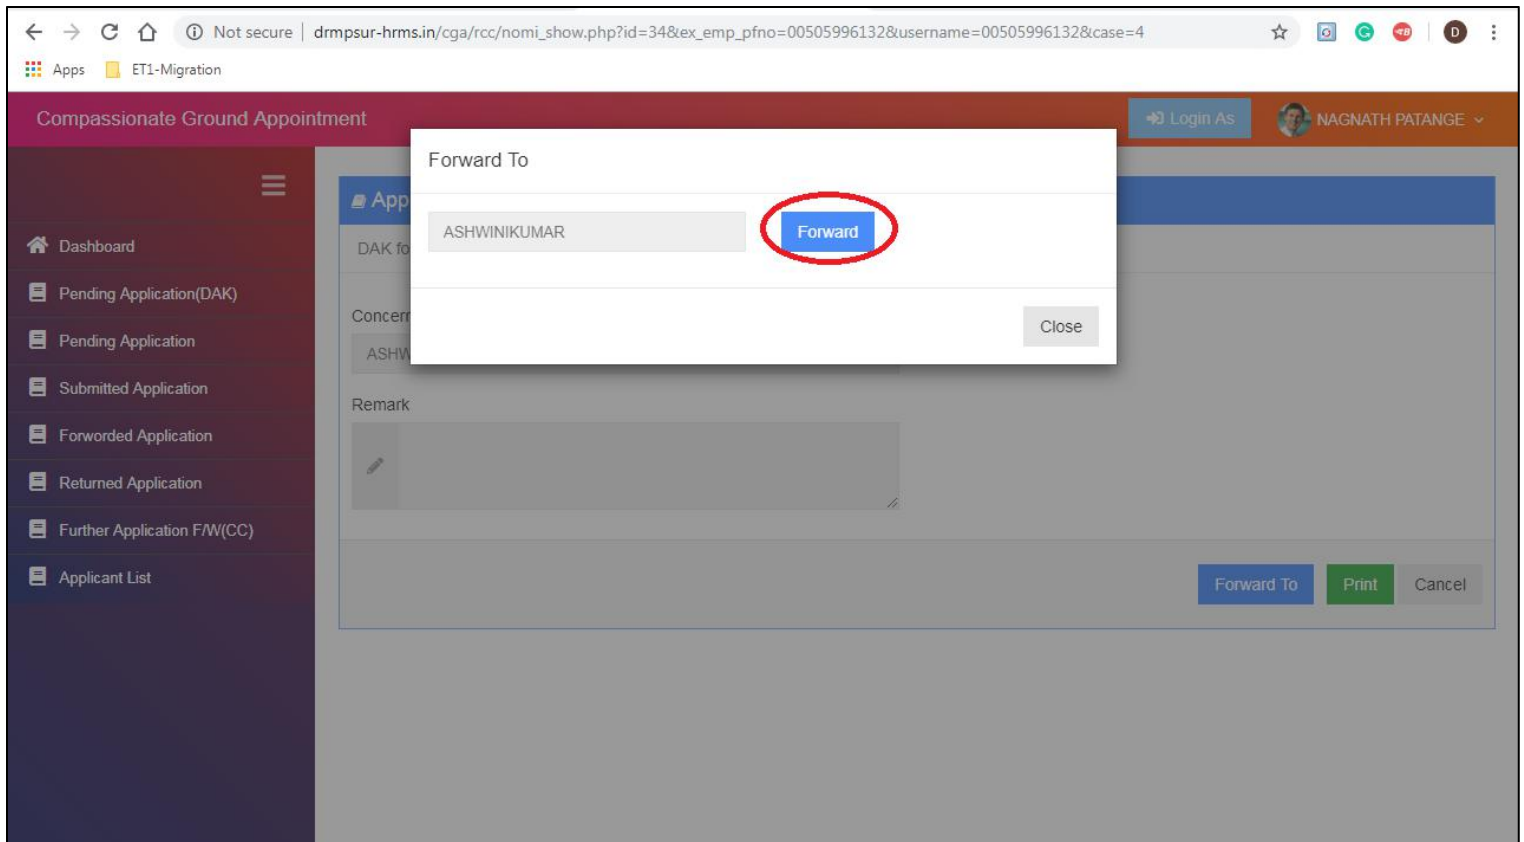 Not secure | drmpsur-hrms.in/cga/rcc/nomi_show.php?id=34&ex_emp_pfno=00505996132&username=00505996132&case=4
Apps ET1-Migration
Compassionate Ground Appointment
Login As
NAGNATH PATANGE
Forward To
ASHWINIKUMAR
Forward
Close
Dashboard
Pending Application(DAK)
Pending Application
Submitted Application
Forworded Application
Returned Application
Further Application F/W(CC)
Applicant List
App
DAK fo
Concern
ASHW
Remark
Forward To
Print
Cancel
D